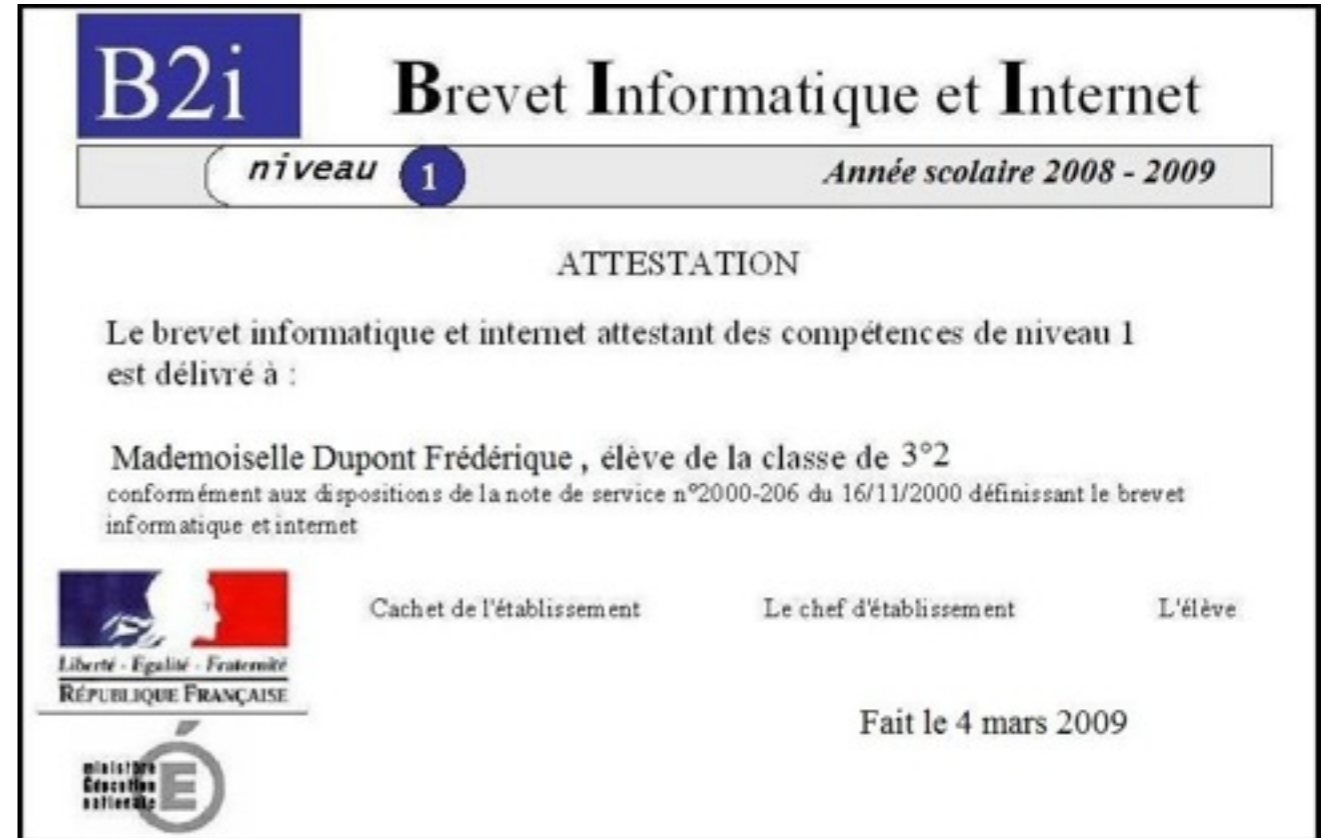 B2i
Brevet Informatique et Internet
niveau 1
Année scolaire 2008 - 2009
ATTESTATION
Le brevet informatique et internet attestant des compétences de niveau 1
est délivré à :
Mademoiselle Dupont Frédérique , élève de la classe de 3°2
conformément aux dispositions de la note de service n°2000-206 du 16/11/2000 définissant le brevet
informatique et internet
Cachet de l'établissement
Le chef d'établissement
L'élève
Liberté - Egalité - Fraternité
RÉPUBLIQUE FRANÇAISE
Fait le 4 mars 2009
ministère
Éducation
nationale
É